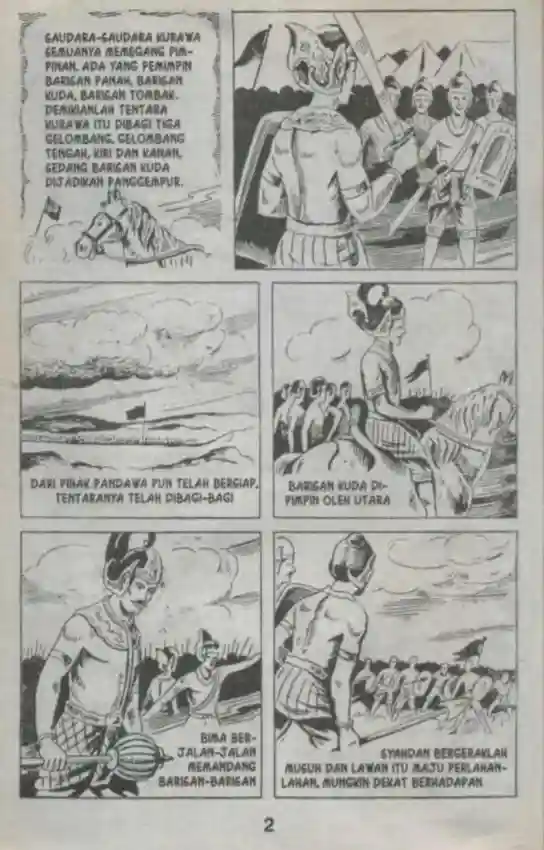 SAUDARA-SAUDARA KURAWA
SEMUANYA MEMEGANG PIM-
PINAN. ADA YANG PEMIMPIN
BARISAN PANAH, BARISAN
KUDA, BARISAN TOMBAK.
DEMIKIANLAH TENTARA
KURAWA ITU DIBAGI TIGA
GELOMBANG. GELOMBANG
TENGAH, KIRI DAN KANAN,
SEDANG BARISAN KUDA
DIJADIKAN PANGGEMPUR.
DARI PIHAK PANDAWA PUN TELAH BERSIAP,
TENTARANYA TELAH DIBAGI-BAGI
BARISAN KUDA DI-
PIMPIN OLEH UTARA
BIMA BER-
JALAN-JALAN
MEMANDANG
BARISAN-BARISAN
SYAHDAN BERGERAKLAH
MUSUH DAN LAWAN ITU MAJU PERLAHAN-
LAHAN, MUNGKIN DEKAT BERHADAPAN
2